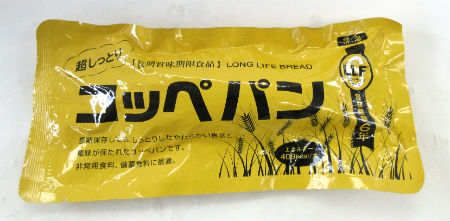 超しっとり
【長期賞味期限食品】 LONG LIFE BREAD
コッペパン
長期保存しても、しっとりしたやわらかい食感と
風味が保たれたコッペパンです。
非常用食料、備蓄食料に最適。
エネルギー